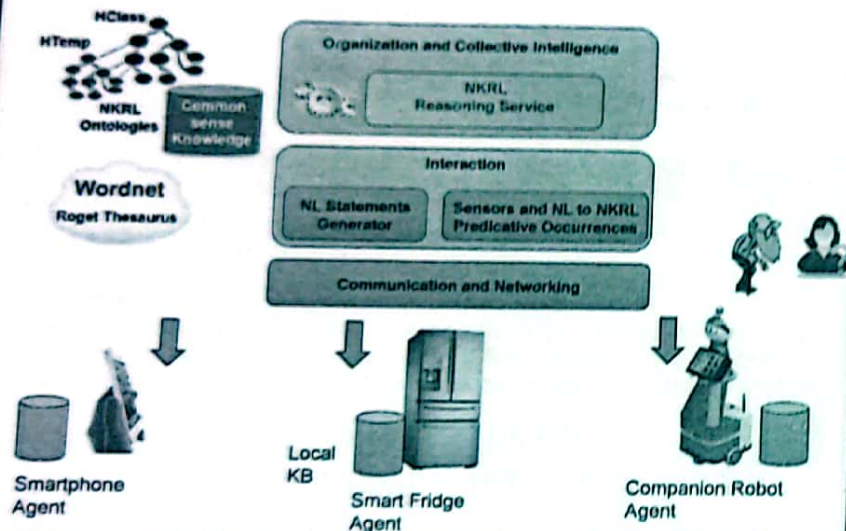 HClass
HTemp
NKRL
Ontologies
Common
sense
Knowledge
Wordnet
Roget Thesaurus
Organization and Collective Intelligence
NKRL
Reasoning Service
Interaction
NL Statements
Generator
Sensors and NL to NKRL
Predicative Occurrences
Communication and Networking
Smartphone
Agent
Local
KB
Smart Fridge
Agent
Companion Robot
Agent